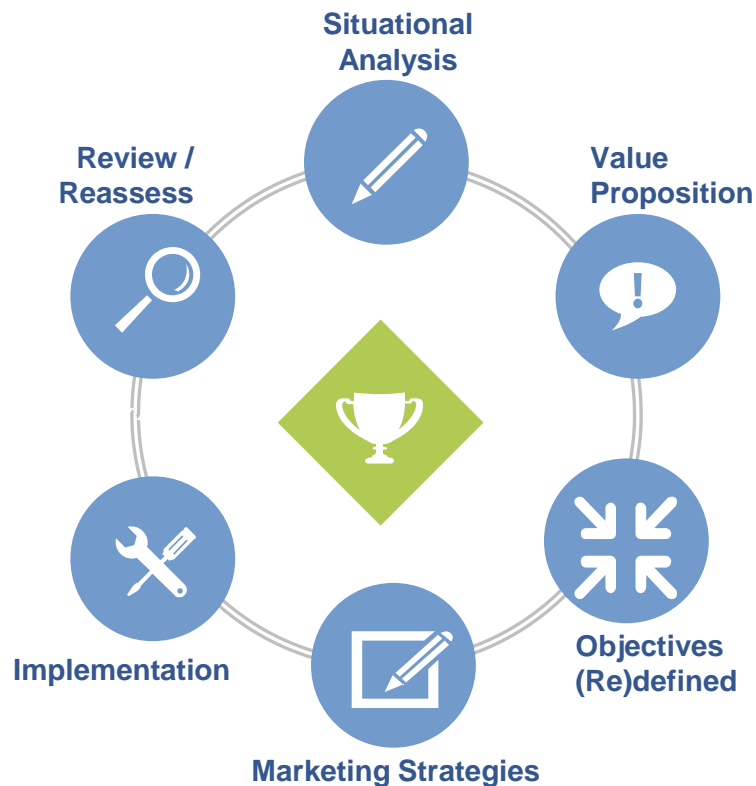 Situational
Analysis
Value
Proposition
Objectives
(Re)defined
Marketing Strategies
Implementation
Review /
Reassess